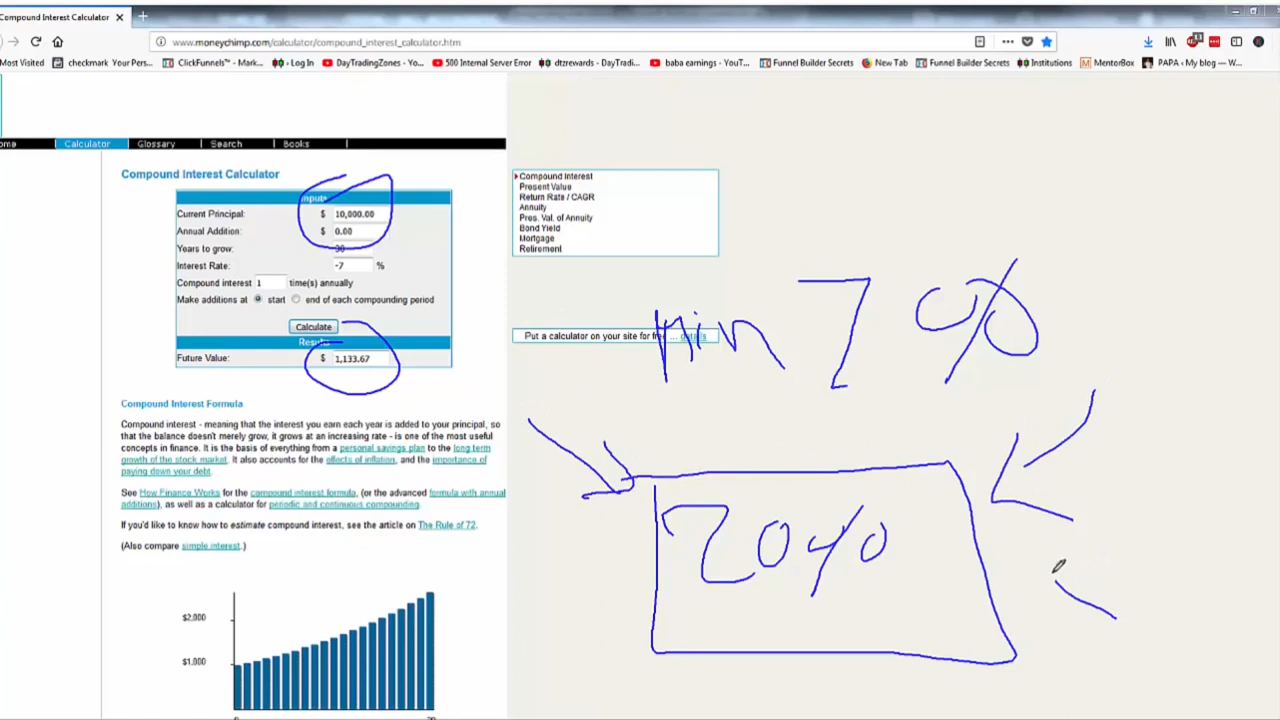 Compound Interest Calculator
www.moneychimp.com/calculator/compound_interest_calculator.htm
Most Visited checkmark Your Pers... ClickFunnels™ - Mark... - Log In DayTradingZones - Yo... 500 Internal Server Error dtzrewards - DayTradi... baba earnings - YouT... Funnel Builder Secrets New Tab Funnel Builder Secrets Institutions MentorBox PAPA ‹ My blog — W...
ome Calculator Glossary Search Books
Compound Interest Calculator
Inputs
Current Principal: $ 10,000.00
Annual Addition: $ 0.00
Years to grow: 30
Interest Rate: -7 %
Compound interest 1 time(s) annually
Make additions at start end of each compounding period
Calculate
Results
Future Value: $ 1,133.67
Compound Interest Formula
Compound interest - meaning that the interest you earn each year is added to your principal, so
that the balance doesn't merely grow, it grows at an increasing rate - is one of the most useful
concepts in finance. It is the basis of everything from a personal savings plan to the long term
growth of the stock market. It also accounts for the effects of inflation, and the importance of
paying down your debt.
See How Finance Works for the compound interest formula, (or the advanced formula with annual
additions), as well as a calculator for periodic and continuous compounding.
If you'd like to know how to estimate compound interest, see the article on The Rule of 72.
(Also compare simple interest.)
$2,000
$1,000
Compound Interest
Present Value
Return Rate / CAGR
Annuity
Pres. Val. of Annuity
Bond Yield
Mortgage
Retirement
Put a calculator on your site for free ... details
Min 7 %
20%